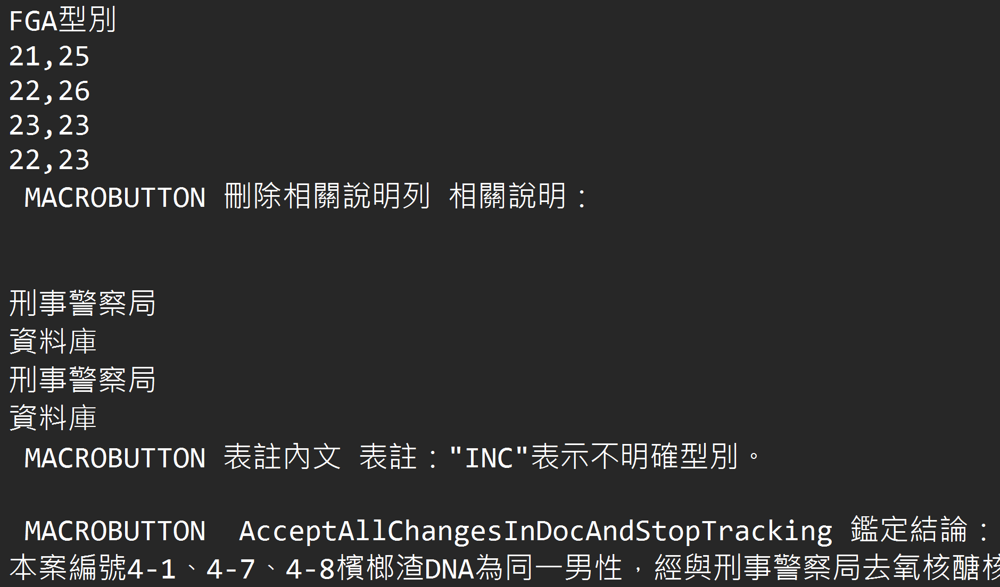 FGA型別
21,25
22,26
23,23
22,23
MACROBUTTON 刪除相關說明列 相關說明：
刑事警察局
資料庫
刑事警察局
資料庫
MACROBUTTON 表註內文 表註："INC"表示不明確型別。
MACROBUTTON  AcceptAllChangesInDocAndStopTracking 鑑定結論：
本案編號4-1、4-7、4-8檳榔渣DNA為同一男性，經與刑事警察局去氧核醣核